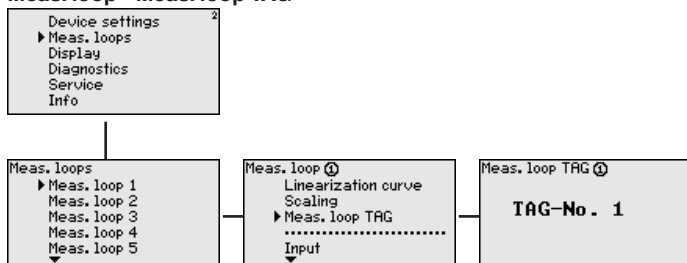 Device settings 2
Meas. loops
Display
Diagnostics
Service
Info
Meas. loops
Meas. loop 1
Meas. loop 2
Meas. loop 3
Meas. loop 4
Meas. loop 5
Meas. loop ①
Linearization curve
Scaling
Meas. loop TAG
Input
Meas. loop TAG ①
TAG-No. 1